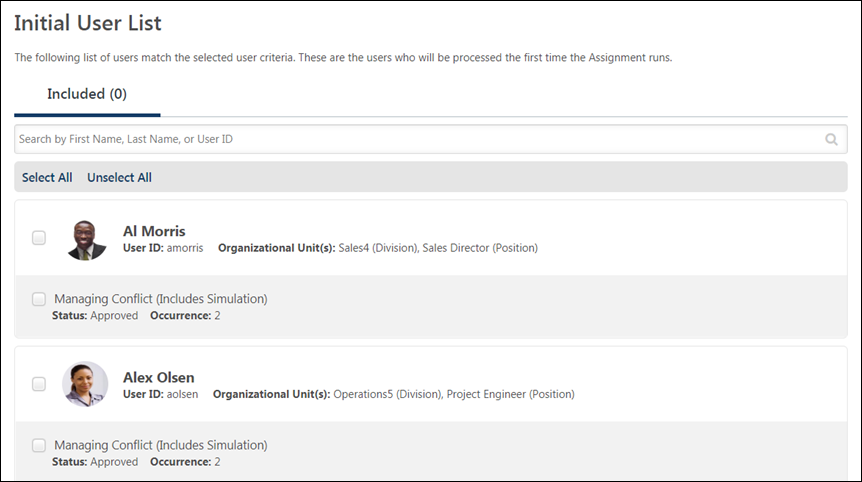 Initial User List
The following list of users match the selected user criteria. These are the users who will be processed the first time the Assignment runs.
Included (0)
Search by First Name, Last Name, or User ID
Select All Unselect All
Al Morris
User ID: amorris Organizational Unit(s): Sales4 (Division), Sales Director (Position)
Managing Conflict (Includes Simulation)
Status: Approved Occurrence: 2
Alex Olsen
User ID: aolsen Organizational Unit(s): Operations5 (Division), Project Engineer (Position)
Managing Conflict (Includes Simulation)
Status: Approved Occurrence: 2